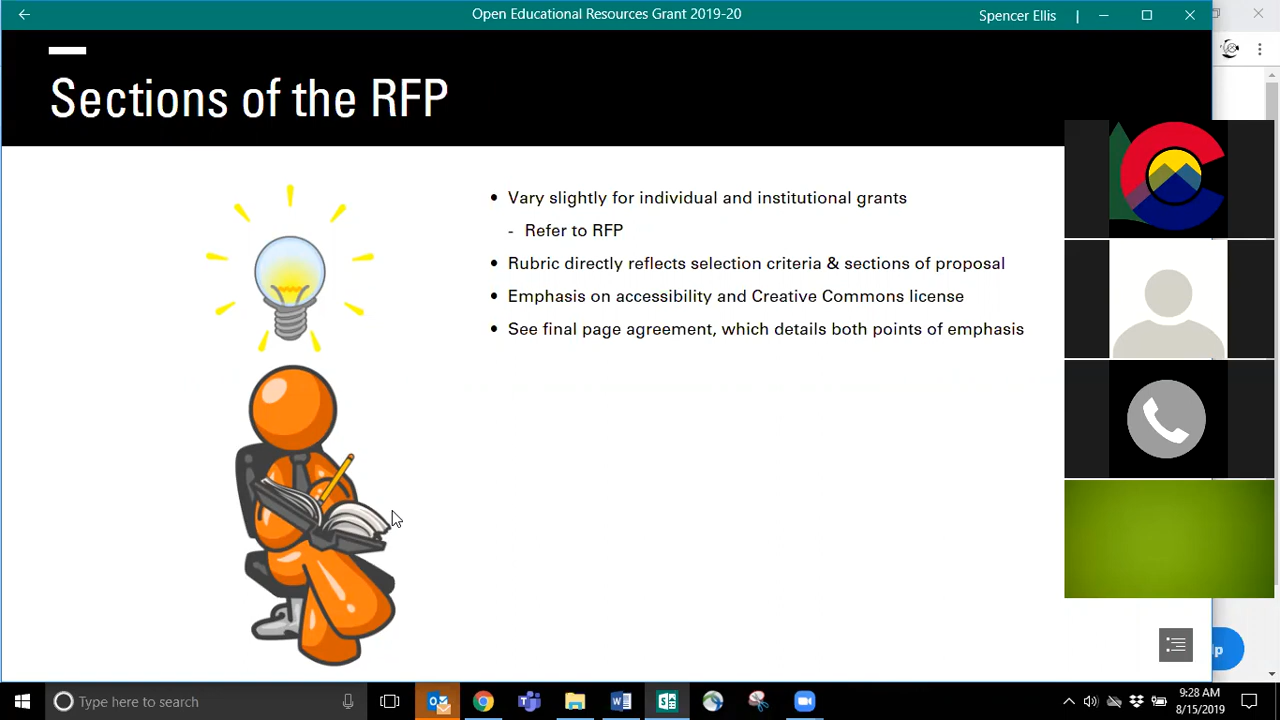 Open Educational Resources Grant 2019-20
Spencer Ellis
Sections of the RFP
• Vary slightly for individual and institutional grants
- Refer to RFP
• Rubric directly reflects selection criteria & sections of proposal
• Emphasis on accessibility and Creative Commons license
• See final page agreement, which details both points of emphasis
Type here to search
9:28 AM
8/15/2019